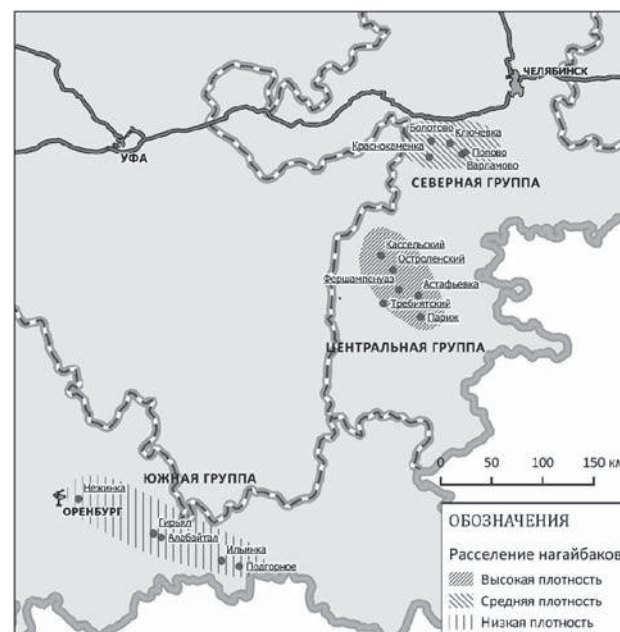 ЧЕЛЯБИНСК
УФА
Болотово
Ключевка
Краснокаменка
Попово
Варламово
СЕВЕРНАЯ ГРУППА
Кассельский
Остроленский
Фершампенуаз
Астафьевка
Требиятский
Париж
ЦЕНТРАЛЬНАЯ ГРУППА
ЮЖНАЯ ГРУППА
Нежинка
ОРЕНБУРГ
Гирьял
Алабайтал
Ильинка
Подгорное
0 50 100 150 км
ОБОЗНАЧЕНИЯ
Расселение нагайбаков
Высокая плотность
Средняя плотность
Низкая плотность